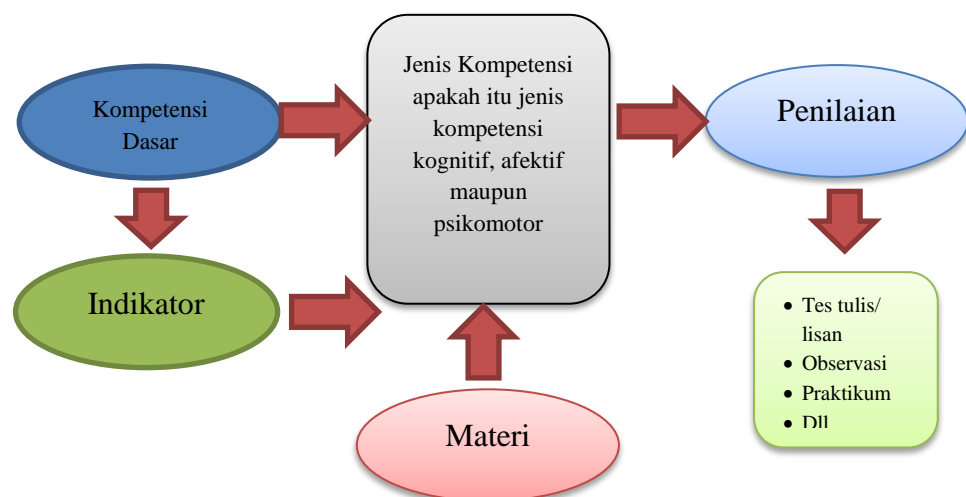 Kompetensi
Dasar
Jenis Kompetensi
apakah itu jenis
kompetensi
kognitif, afektif
maupun
psikomotor
Penilaian
Indikator
Materi
• Tes tulis/
lisan
• Observasi
• Praktikum
• Dll